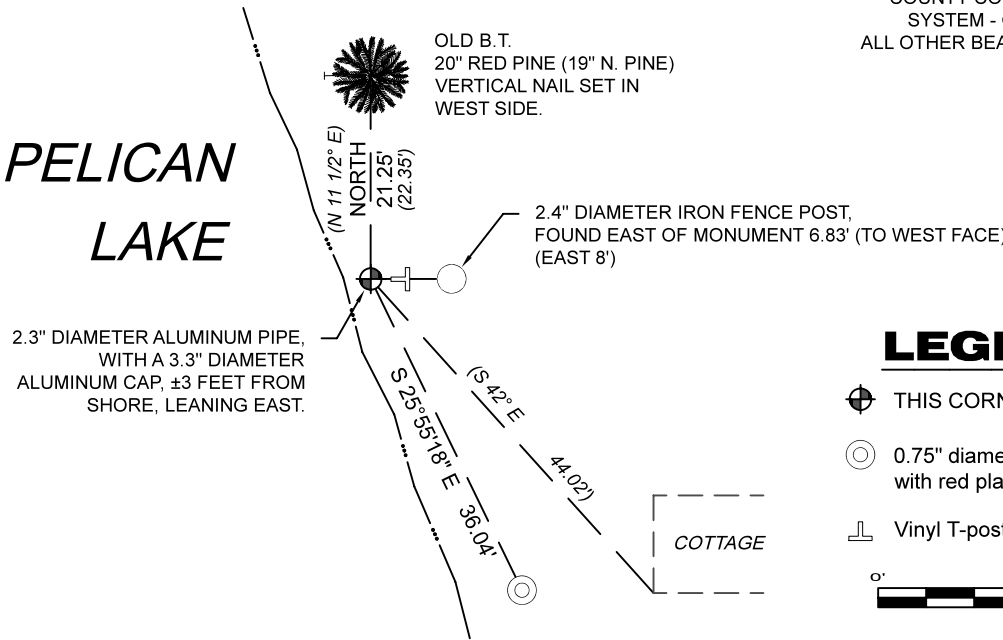 COUNTY
SYSTEM -
ALL OTHER
OLD B.T.
20" RED PINE (19" N. PINE)
VERTICAL NAIL SET IN
WEST SIDE.
PELICAN
LAKE
(N 11 1/2° E)
NORTH
21.25'
(22.35')
2.4" DIAMETER IRON FENCE POST,
FOUND EAST OF MONUMENT 6.83' (TO WEST FACE)
(EAST 8')
2.3" DIAMETER ALUMINUM PIPE,
WITH A 3.3" DIAMETER
ALUMINUM CAP, ±3 FEET FROM
SHORE, LEANING EAST.
S 25°55'18" E 36.04'
(S 42° E 44.02')
COTTAGE
LEGE
THIS CORN
0.75" diame
with red pla
Vinyl T-post
0'